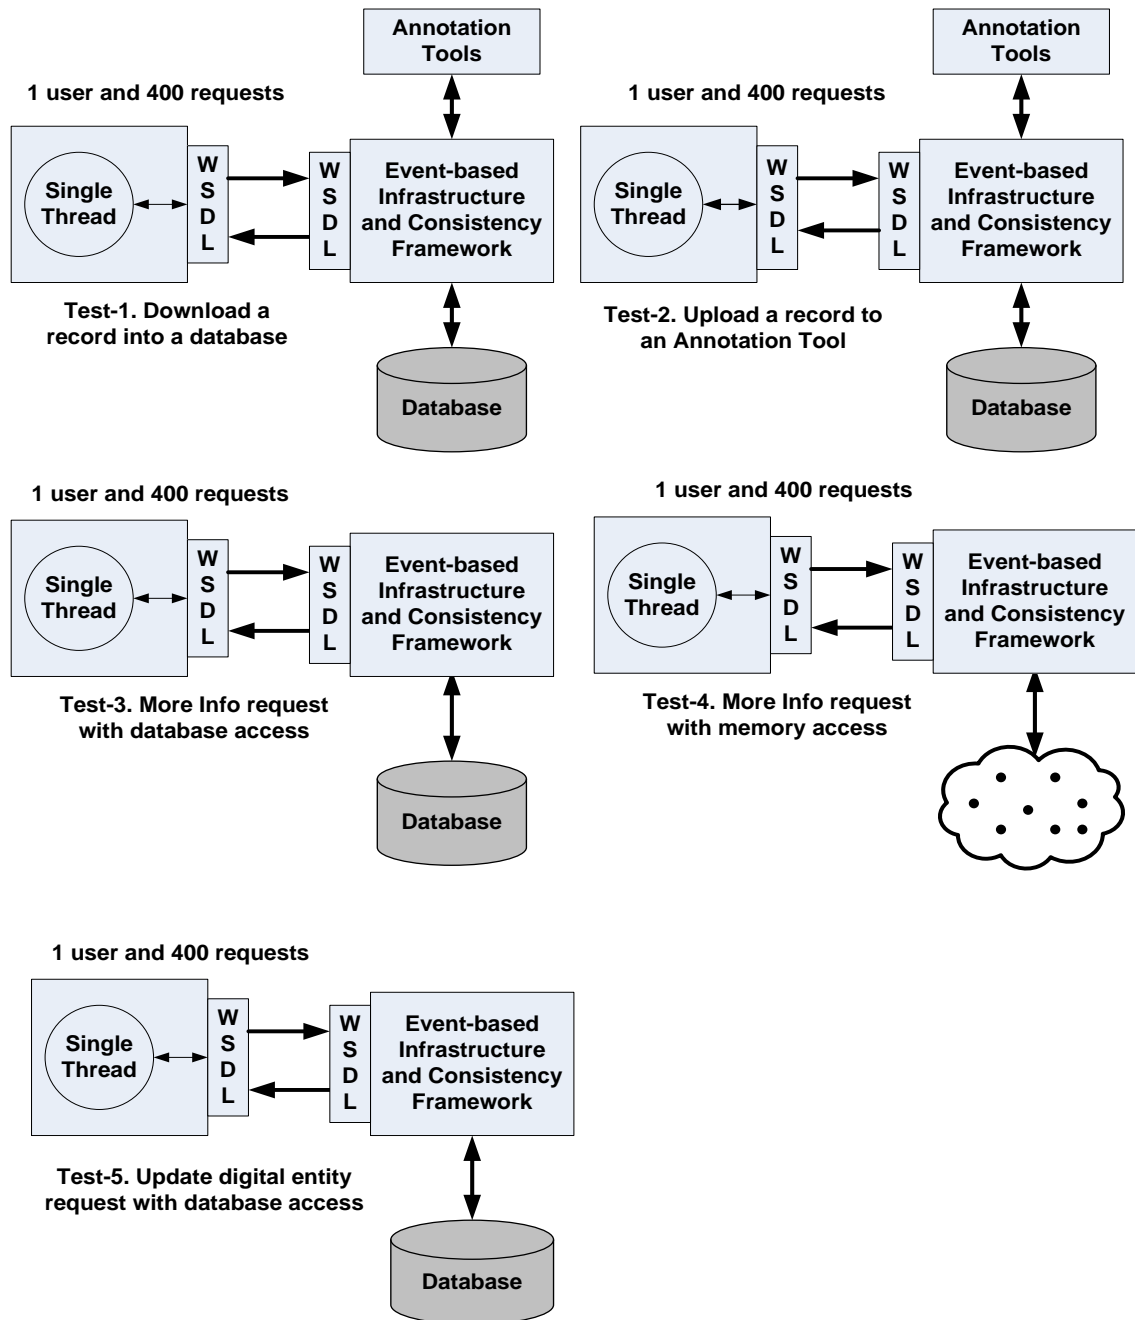 Annotation
Tools
1 user and 400 requests
Single
Thread
W
S
D
L
W
S
D
L
Event-based
Infrastructure
and Consistency
Framework
Test-1. Download a
record into a database
Database
Annotation
Tools
1 user and 400 requests
Single
Thread
W
S
D
L
W
S
D
L
Event-based
Infrastructure
and Consistency
Framework
Test-2. Upload a record to
an Annotation Tool
Database
1 user and 400 requests
Single
Thread
W
S
D
L
W
S
D
L
Event-based
Infrastructure
and Consistency
Framework
Test-3. More Info request
with database access
Database
1 user and 400 requests
Single
Thread
W
S
D
L
W
S
D
L
Event-based
Infrastructure
and Consistency
Framework
Test-4. More Info request
with memory access
1 user and 400 requests
Single
Thread
W
S
D
L
W
S
D
L
Event-based
Infrastructure
and Consistency
Framework
Test-5. Update digital entity
request with database access
Database